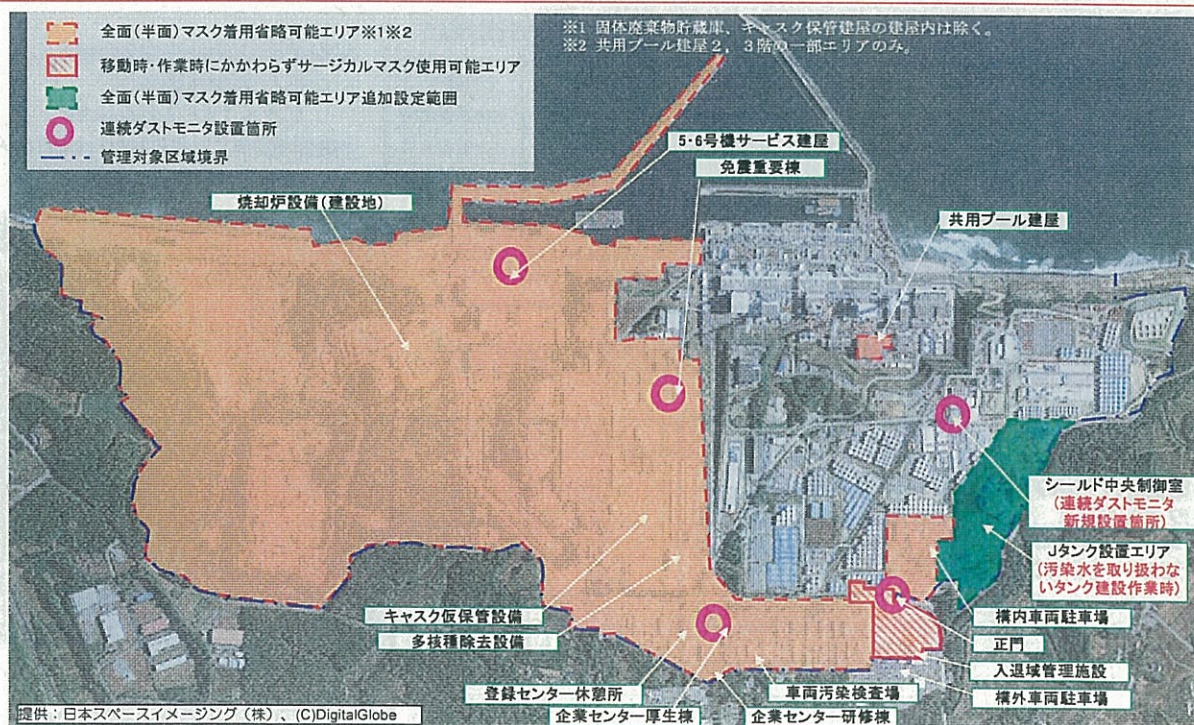 全面(半面)マスク着用省略可能エリア※1※2
移動時・作業時にかかわらずサージカルマスク使用可能エリア
全面(半面)マスク着用省略可能エリア追加設定範囲
連続ダストモニタ設置箇所
管理対象区域境界
※1 固体廃棄物貯蔵庫、キャスク保管建屋の建屋内は除く。
※2 共用プール建屋2, 3階の一部エリアのみ。
5・6号機サービス建屋
免震重要棟
焼却炉設備(建設地)
共用プール建屋
シールド中央制御室
(連続ダストモニタ
新規設置箇所)
Jタンク設置エリア
(汚染水を取り扱わな
いタンク建設作業時)
キャスク仮保管設備
多核種除去設備
構内車両駐車場
正門
入退域管理施設
構外車両駐車場
登録センター休憩所
車両汚染検査場
企業センター厚生棟
企業センター研修棟
提供:日本スペースイメージング(株)、(C)DigitalGlobe